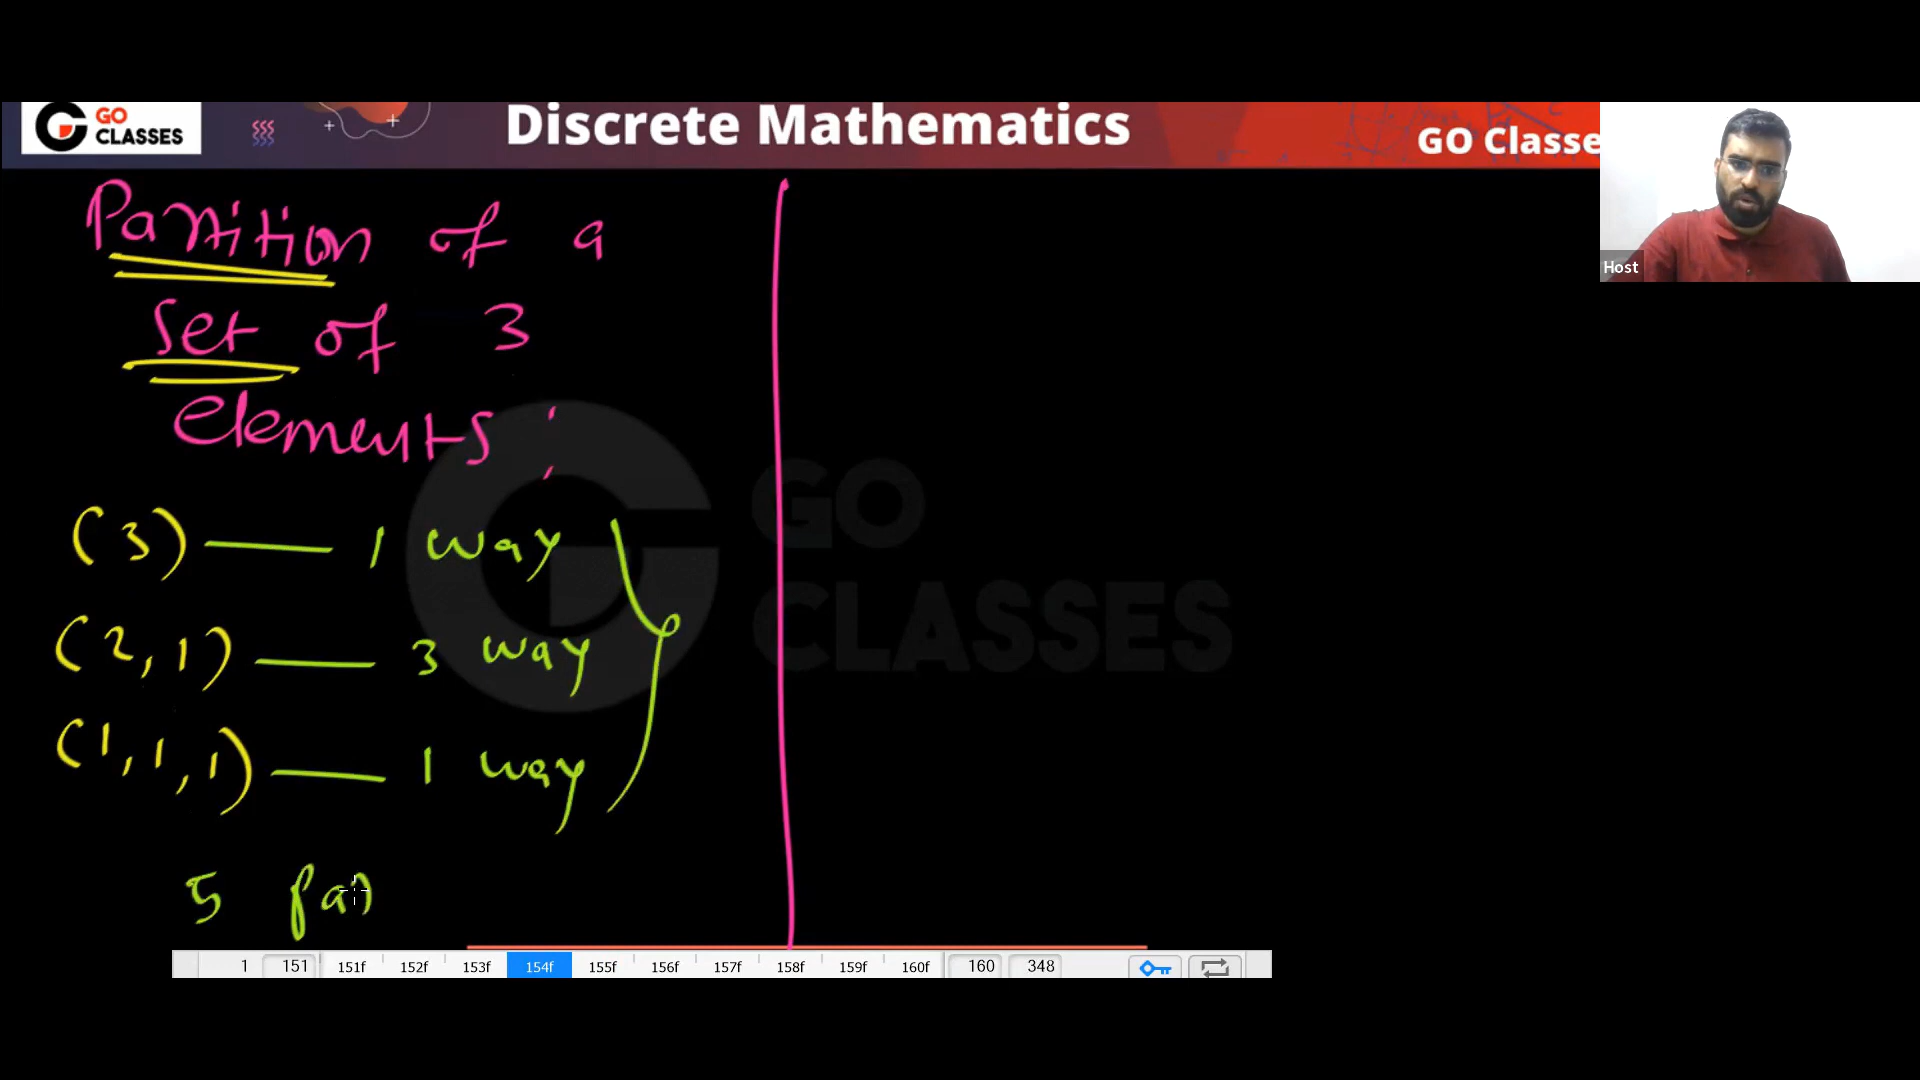 GO
CLASSES
Discrete Mathematics
GO Classe
Host
Partition of a
Set of 3
elements :
(3) — 1 way
(2, 1) — 3 way
(1, 1, 1) — 1 way
5 par
GO
CLASSES
1 151 151f 152f 153f 154f 155f 156f 157f 158f 159f 160f 160 348